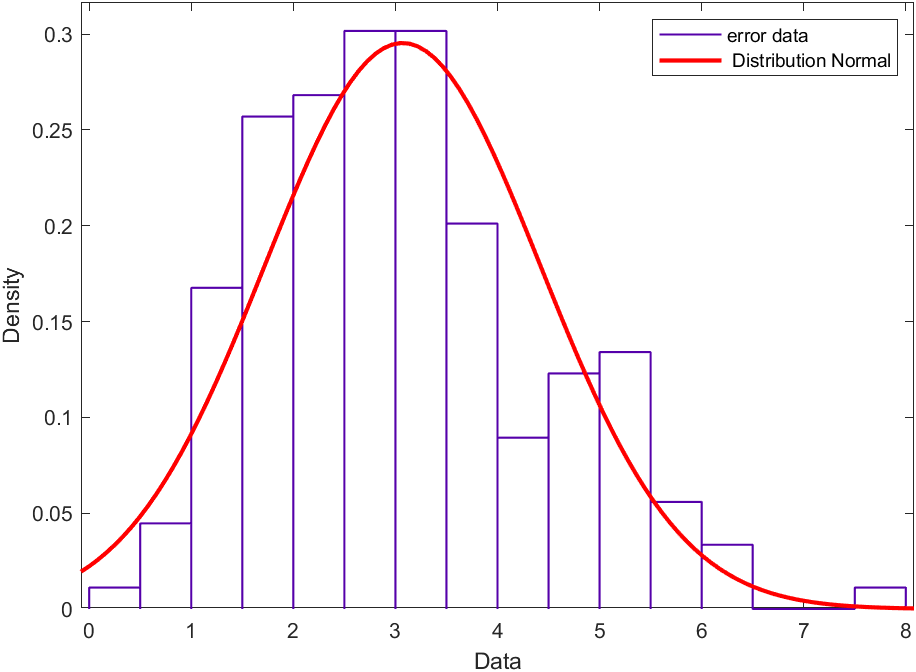 error data
Distribution Normal
0.3
0.25
0.2
0.15
0.1
0.05
0
Density
0 1 2 3 4 5 6 7 8
Data